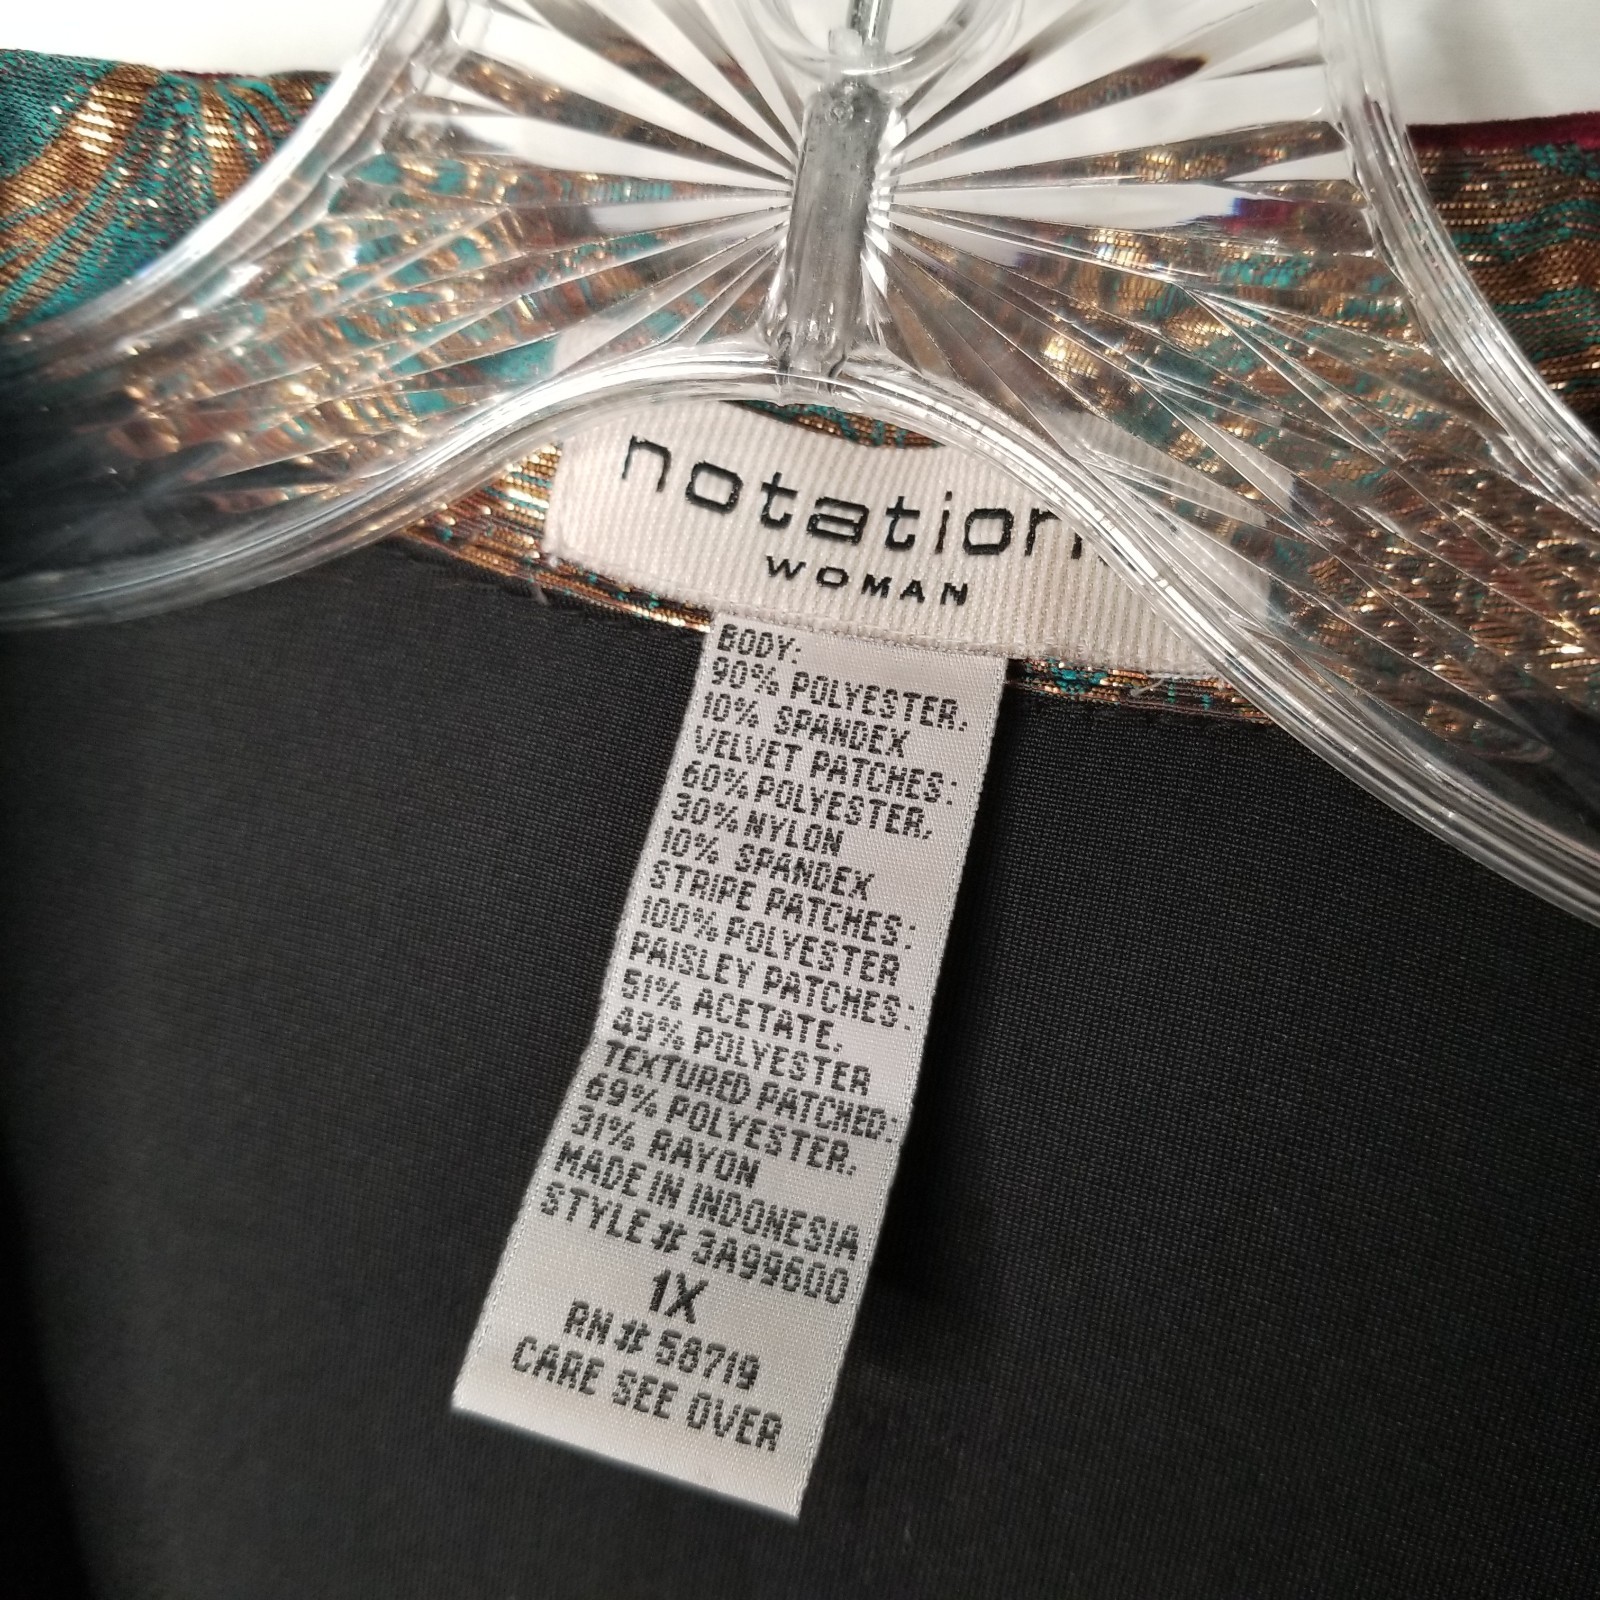 notation
WOMAN
BODY:
90% POLYESTER,
10% SPANDEX
VELVET PATCHES:
60% POLYESTER,
30% NYLON
10% SPANDEX
STRIPE PATCHES:
100% POLYESTER
PAISLEY PATCHES:
51% ACETATE,
49% POLYESTER
TEXTURED PATCHED:
69% POLYESTER,
31% RAYON
MADE IN INDONESIA
STYLE# 3A99600
1X
RN# 58719
CARE SEE OVER